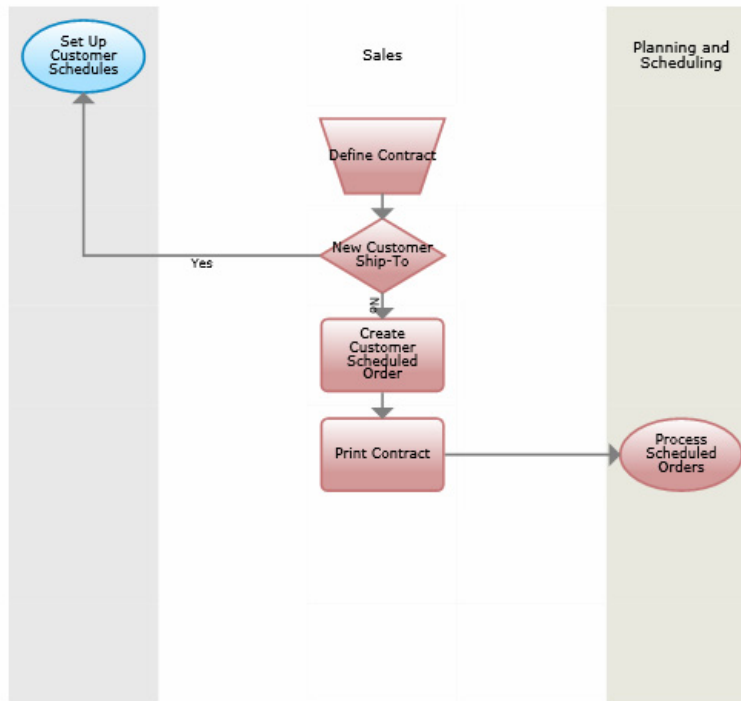 Set Up
Customer
Schedules
Sales
Planning and
Scheduling
Define Contract
New Customer
Ship-To
Yes
No
Create
Customer
Scheduled
Order
Print Contract
Process
Scheduled
Orders